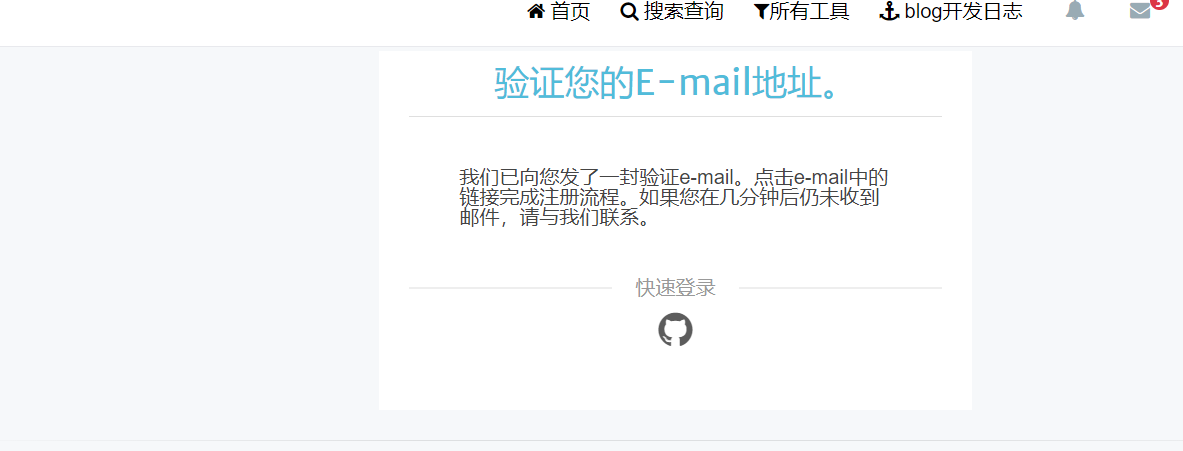 首页 搜索查询 所有工具 blog开发日志 3
验证您的E-mail地址。
我们已向您发了一封验证e-mail。点击e-mail中的
链接完成注册流程。如果您在几分钟后仍未收到
邮件，请与我们联系。
快速登录